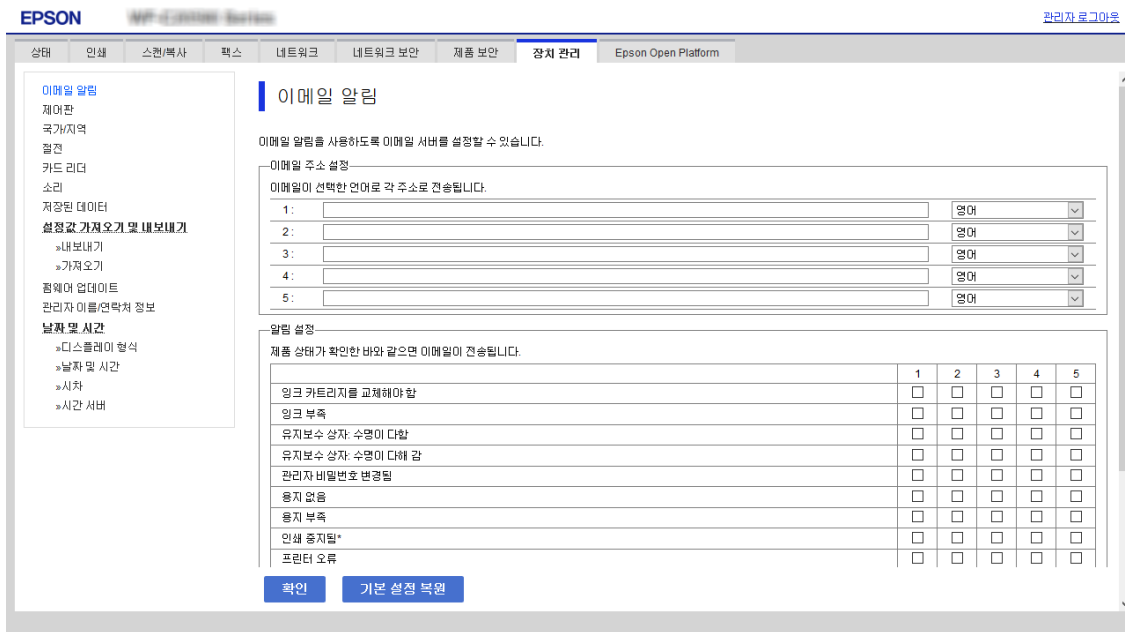 EPSON
관리자 로그아웃
상태 인쇄 스캔/복사 팩스 네트워크 네트워크 보안 제품 보안 장치 관리 Epson Open Platform
이메일 알림
제어판
국가/지역
절전
카드 리더
소리
저장된 데이터
설정값 가져오기 및 내보내기
»내보내기
»가져오기
펌웨어 업데이트
관리자 이름/연락처 정보
날짜 및 시간
»디스플레이 형식
»날짜 및 시간
»시차
»시간 서버
이메일 알림
이메일 알림을 사용하도록 이메일 서버를 설정할 수 있습니다.
이메일 주소 설정
이메일이 선택한 언어로 각 주소로 전송됩니다.
1: 영어
2: 영어
3: 영어
4: 영어
5: 영어
알림 설정
제품 상태가 확인한 바와 같으면 이메일이 전송됩니다.
1 2 3 4 5
잉크 카트리지를 교체해야 함
잉크 부족
유지보수 상자: 수명이 다함
유지보수 상자: 수명이 다해 감
관리자 비밀번호 변경됨
용지 없음
용지 부족
인쇄 중지됨*
프린터 오류
확인 기본 설정 복원